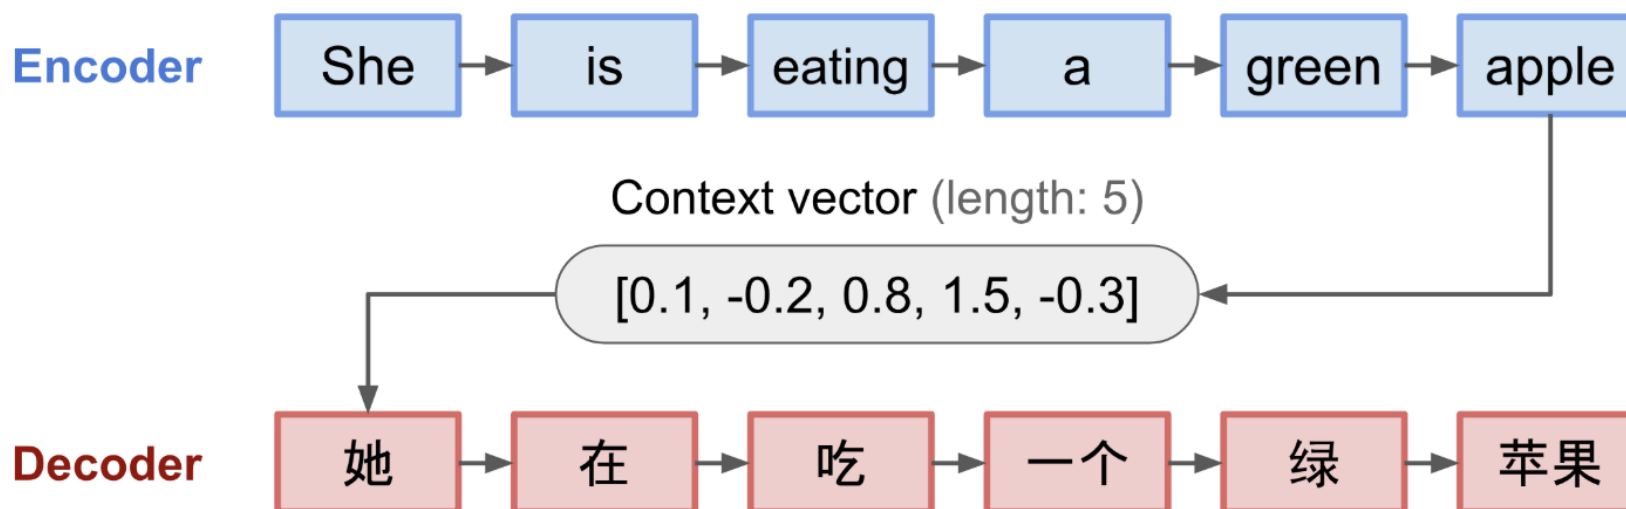 Encoder She is eating a green apple
Context vector (length: 5)
[0.1, -0.2, 0.8, 1.5, -0.3]
Decoder 她 在 吃 一个 绿 苹果